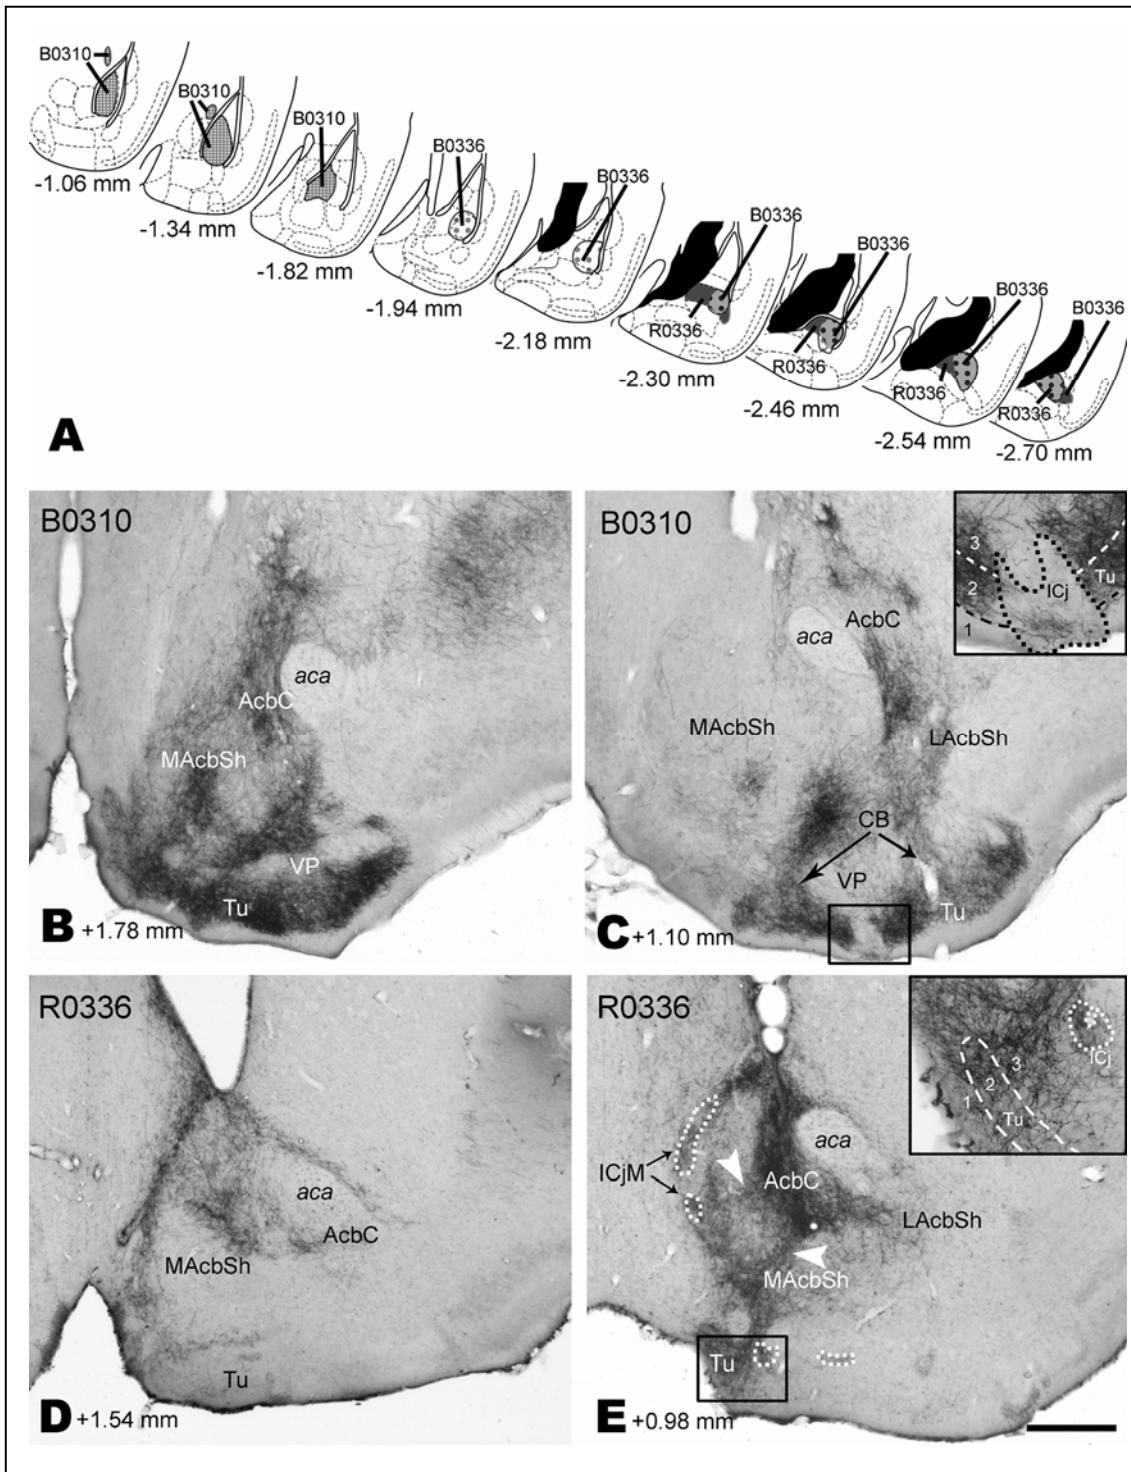 B0310
-1.06 mm
B0310
-1.34 mm
B0310
-1.82 mm
B0336
-1.94 mm
B0336
-2.18 mm
B0336
R0336
-2.30 mm
B0336
R0336
-2.46 mm
B0336
R0336
-2.54 mm
B0336
R0336
-2.70 mm
A
B0310
aca
AcbC
MAcbSh
VP
Tu
B +1.78 mm
B0310
3
2
1
ICj
Tu
AcbC
aca
MAcbSh
LAcbSh
CB
VP
Tu
C +1.10 mm
R0336
aca
AcbC
MAcbSh
Tu
D +1.54 mm
R0336
ICj
3
2
1
Tu
aca
ICjM
AcbC
LAcbSh
MAcbSh
Tu
E +0.98 mm